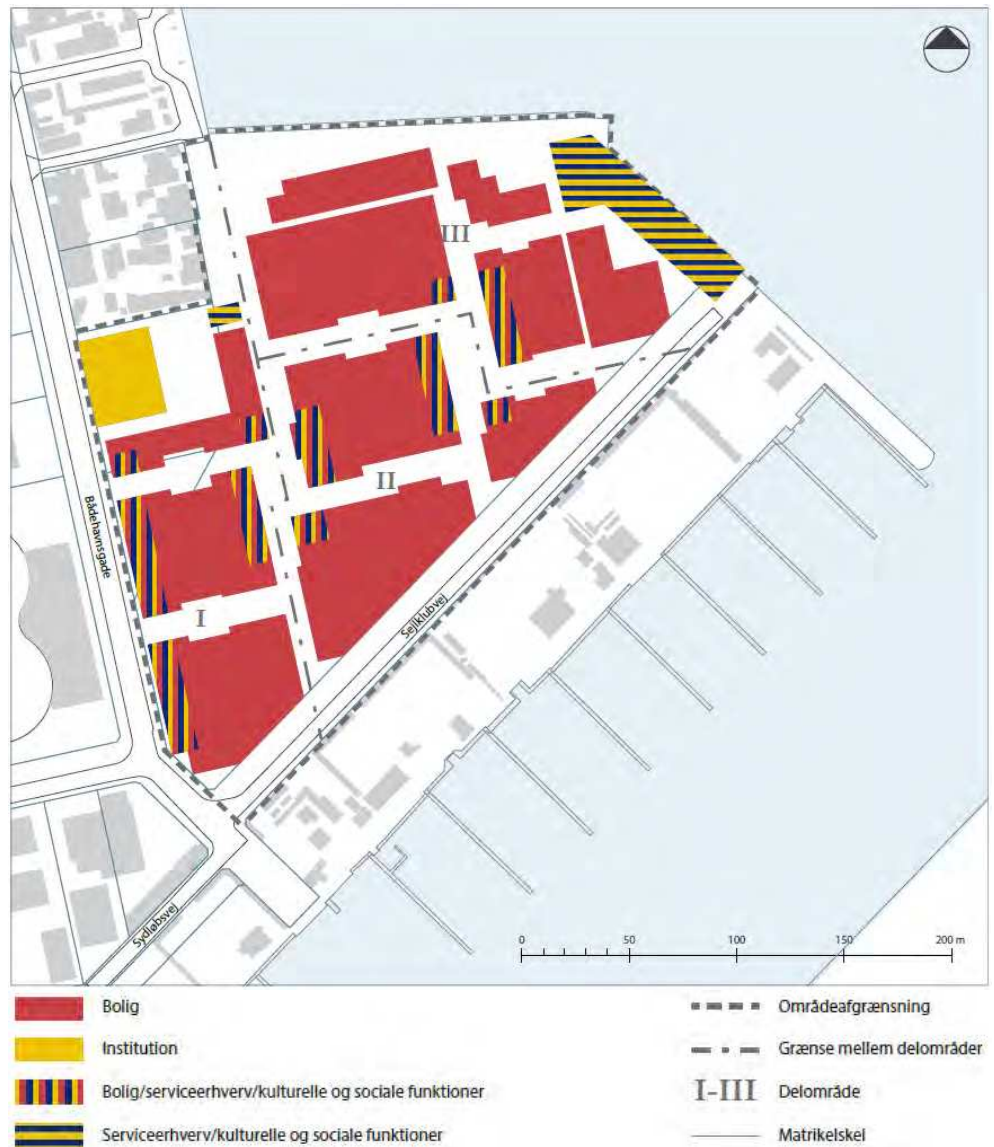 III
II
I
Bådehavnsgade
Sejlklubvej
Sydløbsvej
0 50 100 150 200 m
Bolig
Institution
Bolig/serviceerhverv/kulturelle og sociale funktioner
Serviceerhverv/kulturelle og sociale funktioner
Områdeafgrænsning
Grænse mellem delområder
I-III Delområde
Matrikelskel